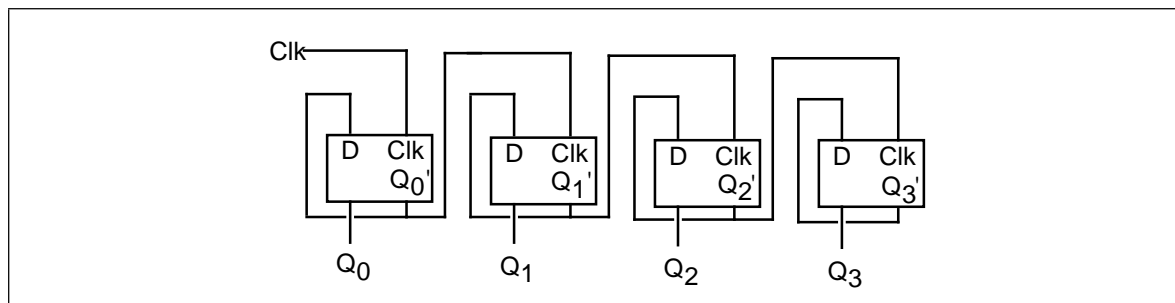 Clk
D Clk D Clk D Clk D Clk
Q0' Q1' Q2' Q3'
Q0 Q1 Q2 Q3